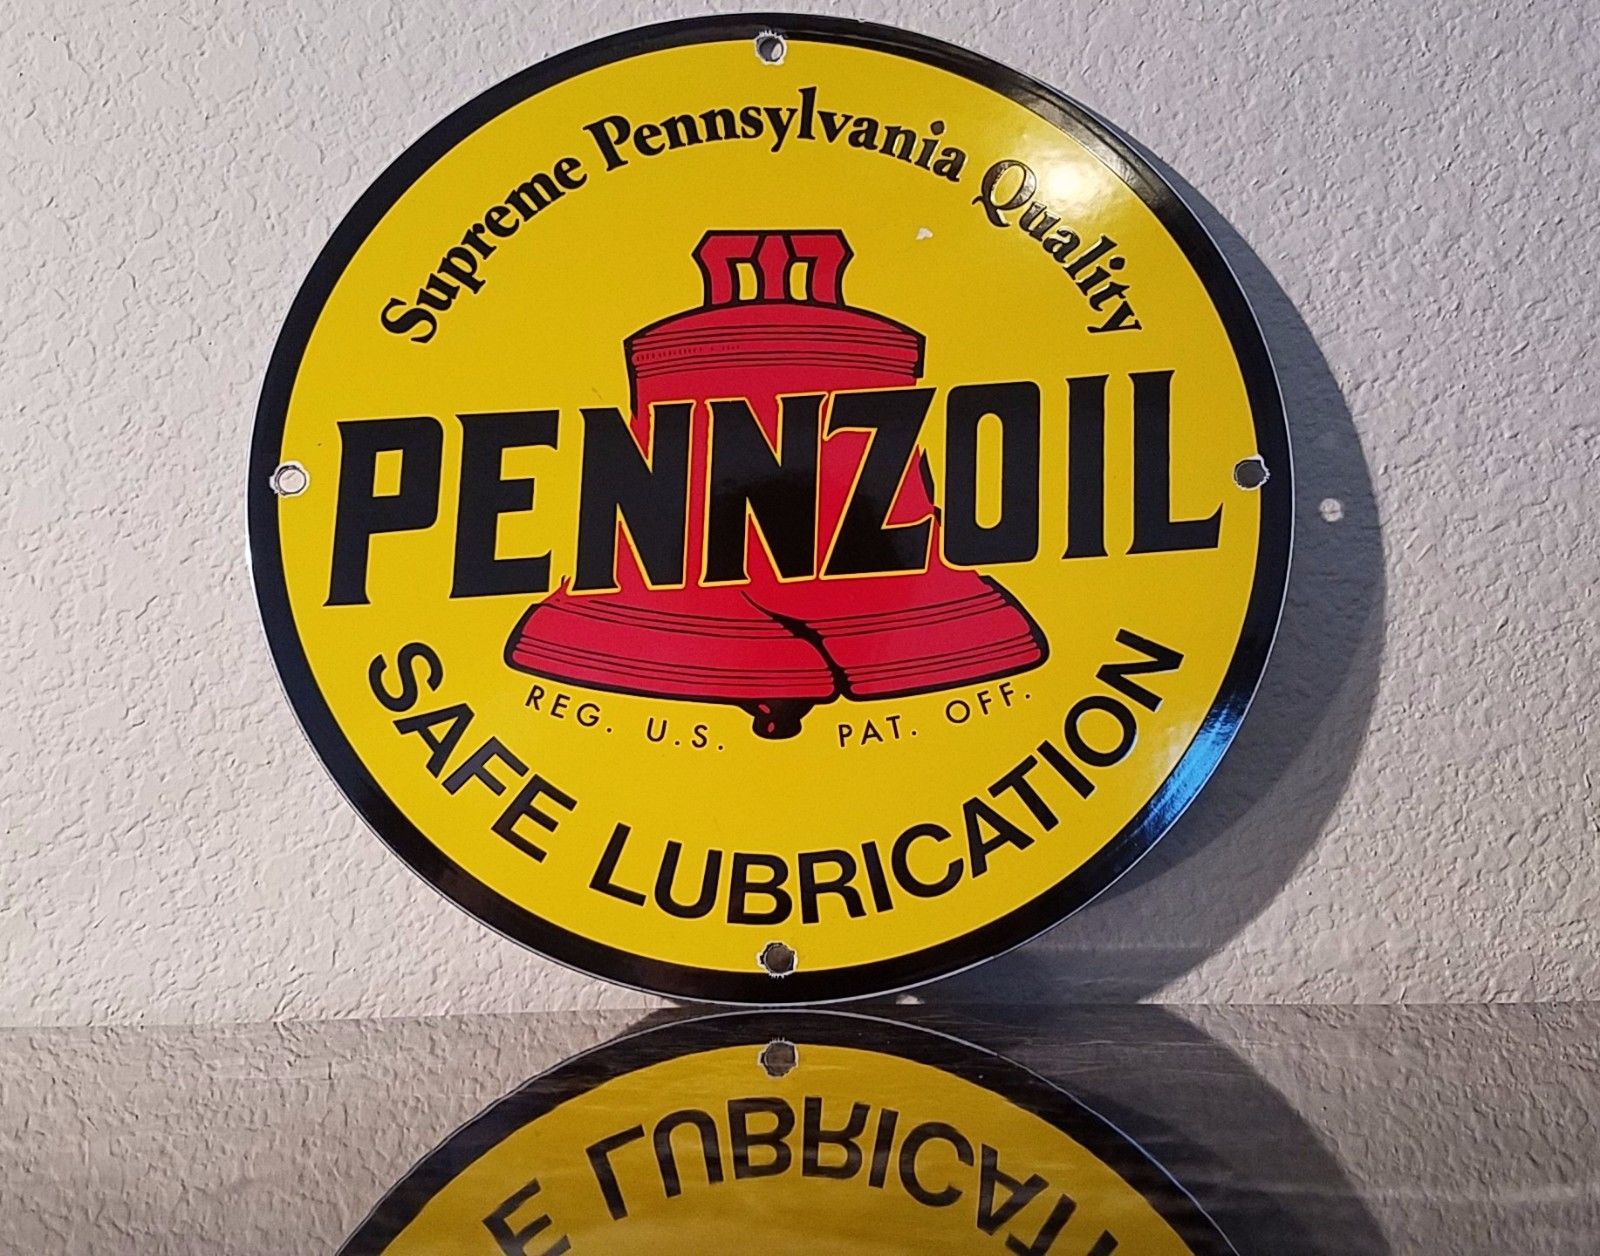 Supreme Pennsylvania Quality
PENNZOIL
REG. U.S. PAT. OFF.
SAFE LUBRICATION